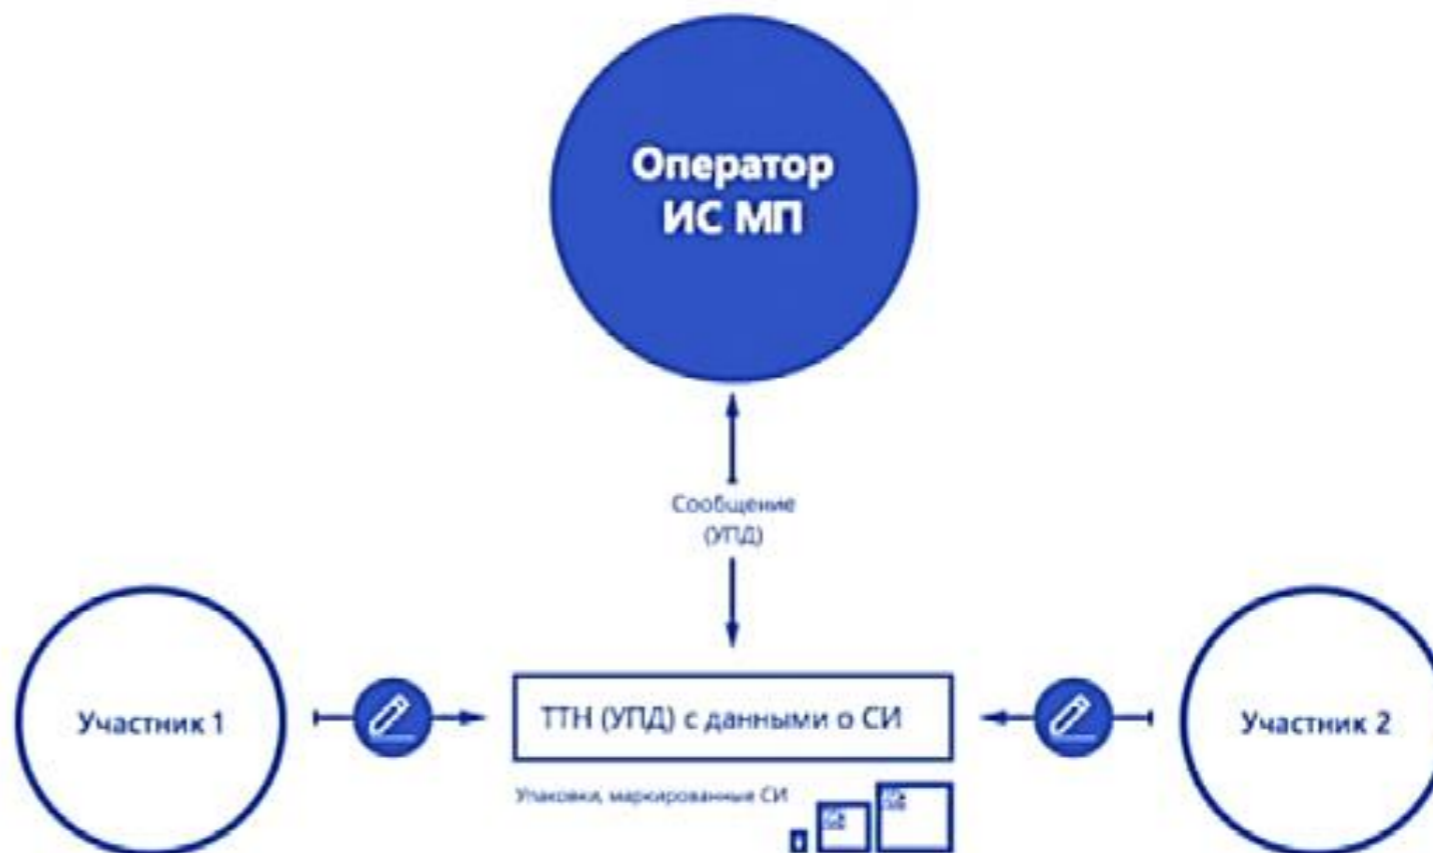 Оператор
ИС МП
Сообщение
(УПД)
Участник 1
ТТН (УПД) с данными о СИ
Участник 2
Упаковки, маркированные СИ